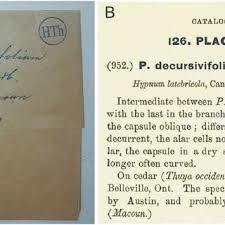 HTh
folium
B
CATALO
126. PLAC
(952.) P. decursivifoli
Hypnum latebricola, Can
Intermediate between P.
with the last in the branch
the capsule oblique; differ
decurrent, the alar cells no
lar, the capsule in a dry s
longer often curved.
On cedar (Thuya occiden
Belleville, Ont. The spec
by Austin, and probably
(Macoun.)